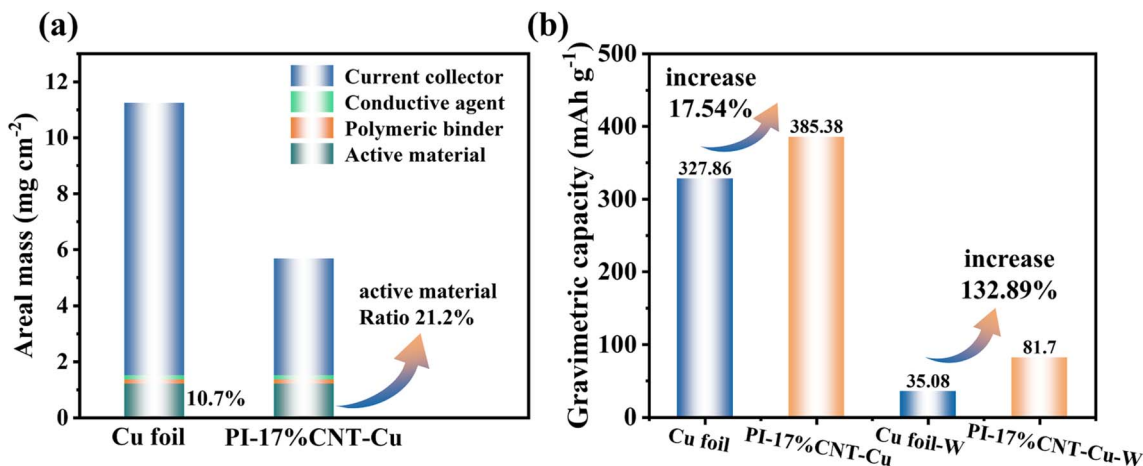 (a)
Areal mass (mg cm⁻²)
12
10
8
6
4
2
0
Current collector
Conductive agent
Polymeric binder
Active material
active material
Ratio 21.2%
10.7%
Cu foil
PI-17%CNT-Cu
(b)
Gravimetric capacity (mAh g⁻¹)
500
400
300
200
100
0
increase
17.54%
385.38
327.86
increase
132.89%
81.7
35.08
Cu foil
PI-17%CNT-Cu
Cu foil-W
PI-17%CNT-Cu-W